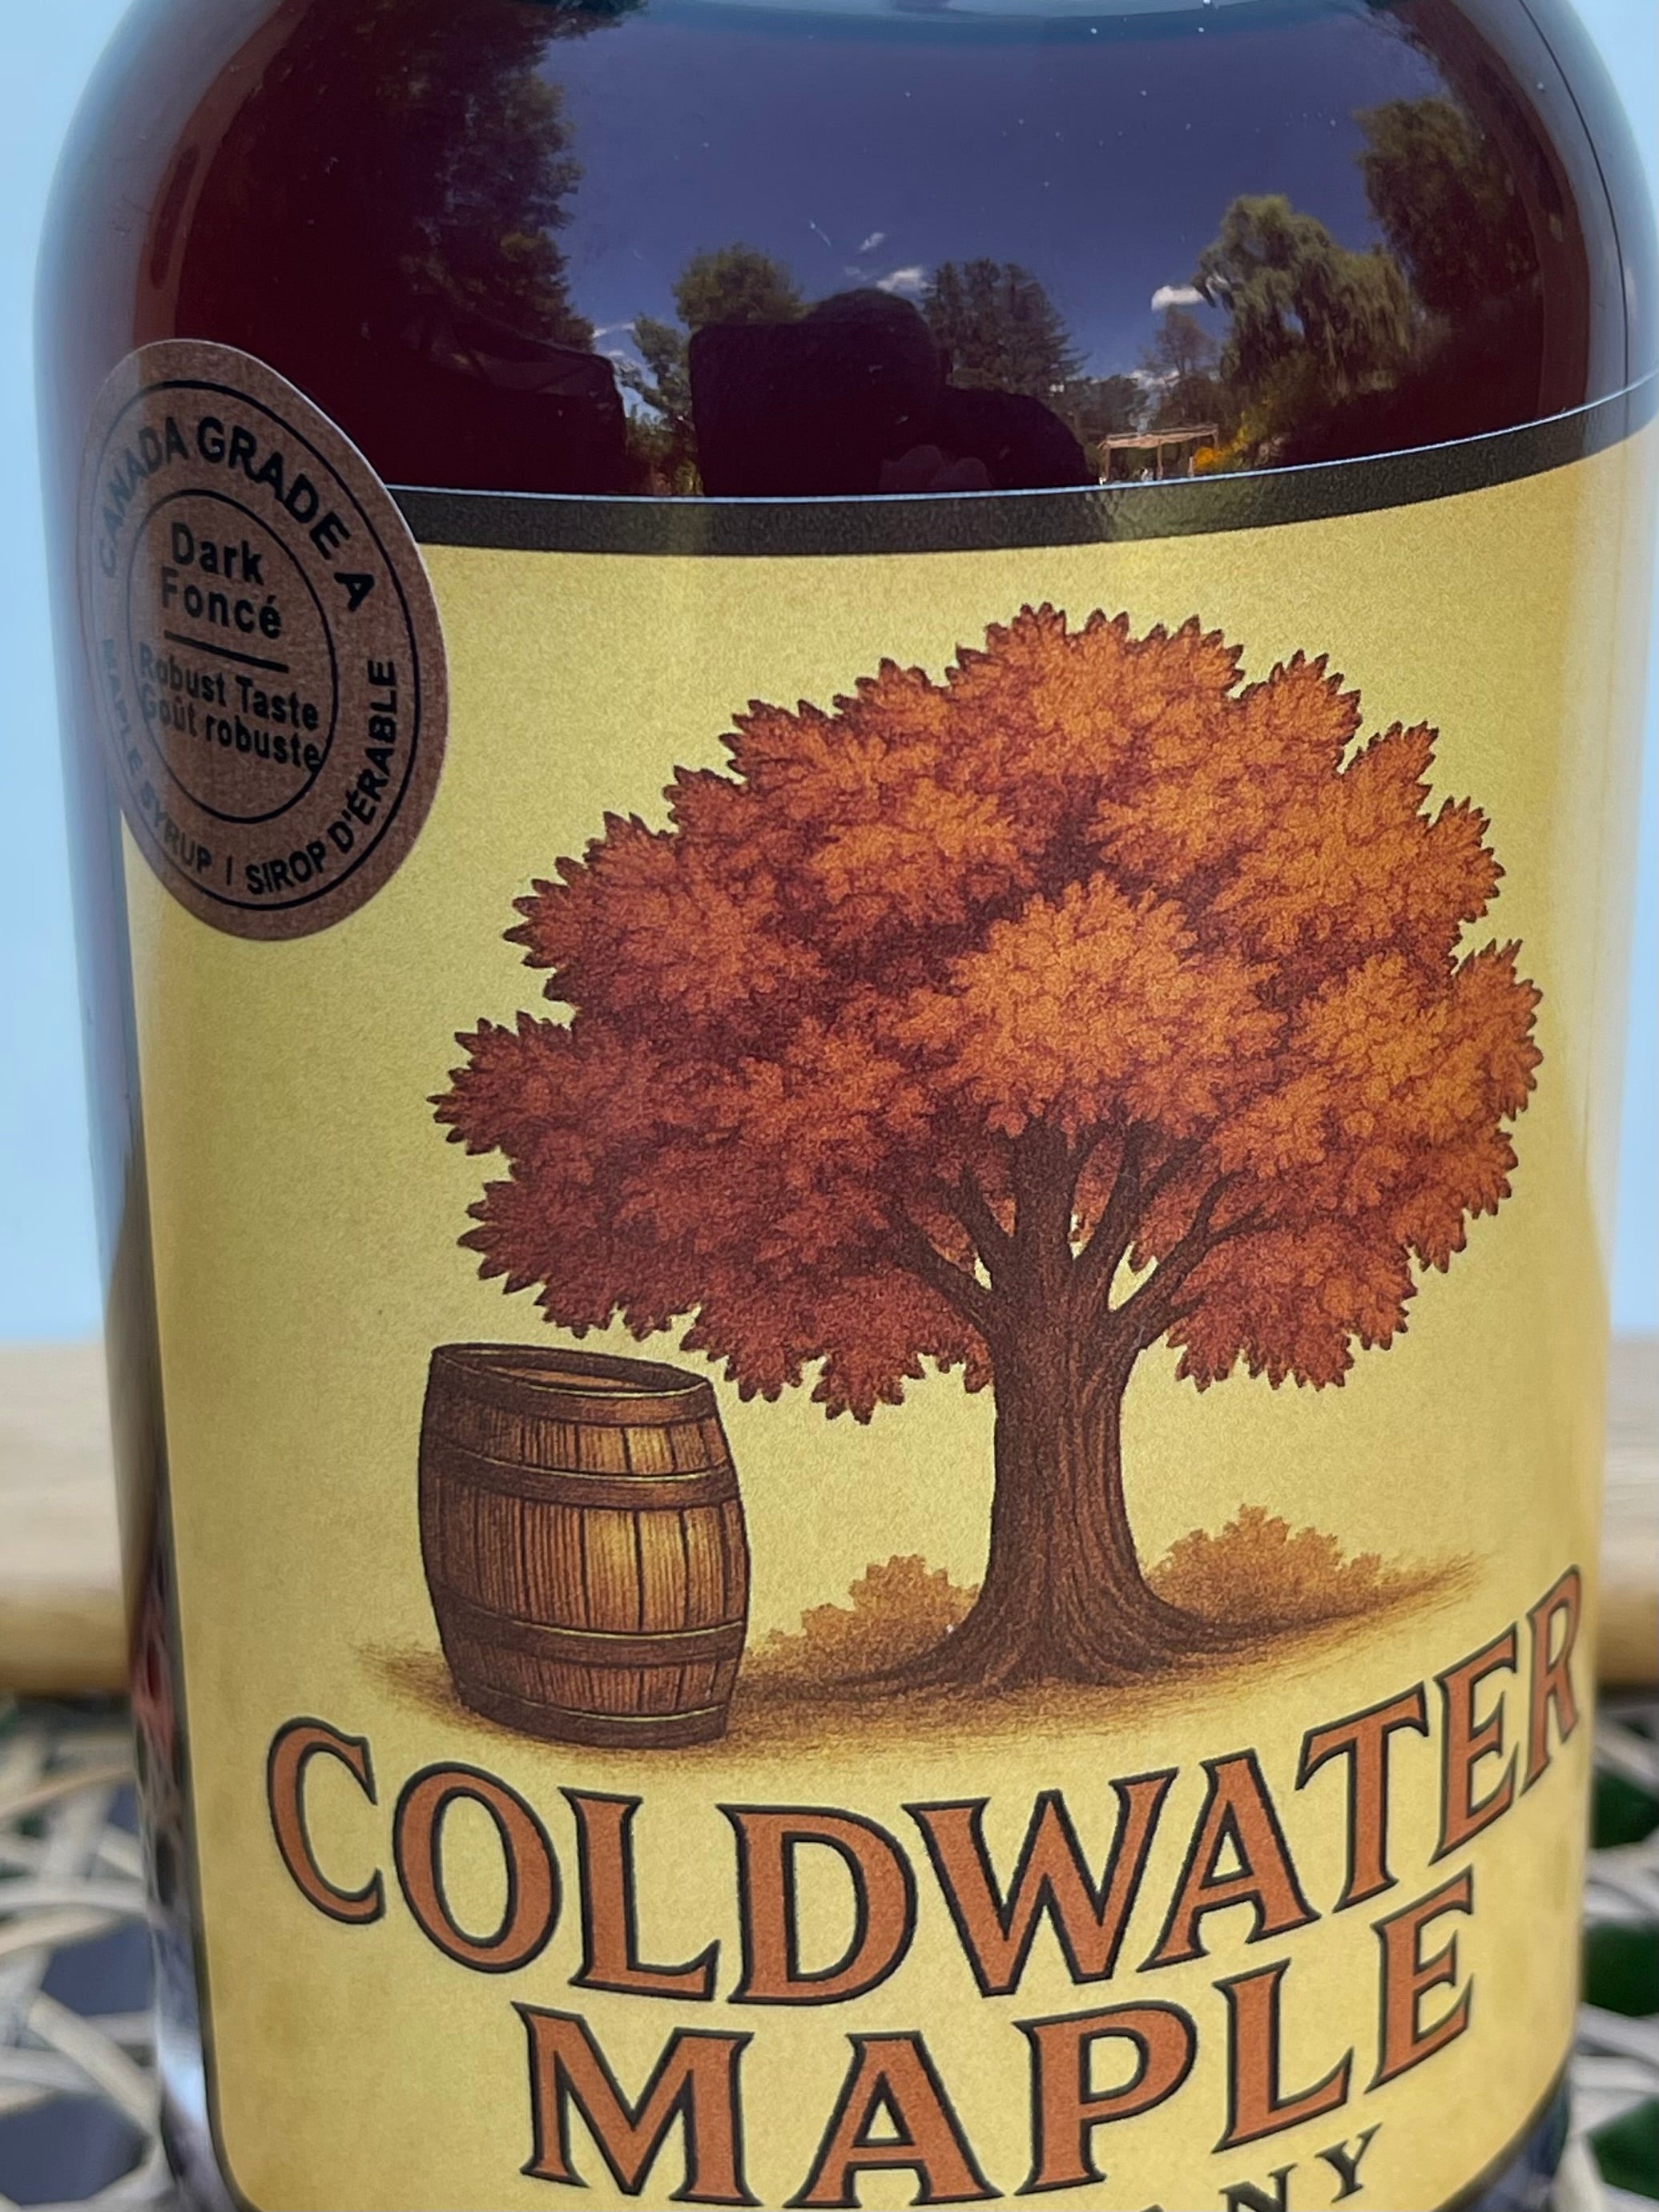 CANADA GRADE A
Dark
Foncé
Robust Taste
Goût robuste
MAPLE SYRUP | SIROP D'ÉRABLE
COLDWATER
MAPLE